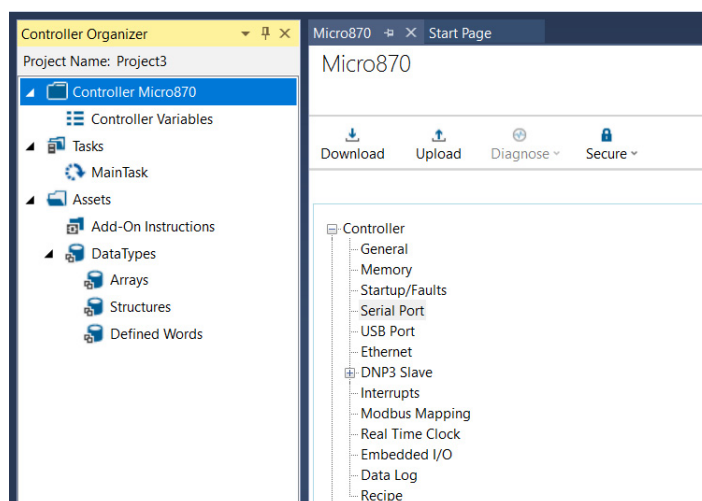 Controller Organizer
Project Name: Project3
Controller Micro870
Controller Variables
Tasks
MainTask
Assets
Add-On Instructions
DataTypes
Arrays
Structures
Defined Words
Micro870
Start Page
Micro870
Download
Upload
Diagnose
Secure
Controller
General
Memory
Startup/Faults
Serial Port
USB Port
Ethernet
DNP3 Slave
Interrupts
Modbus Mapping
Real Time Clock
Embedded I/O
Data Log
Recipe